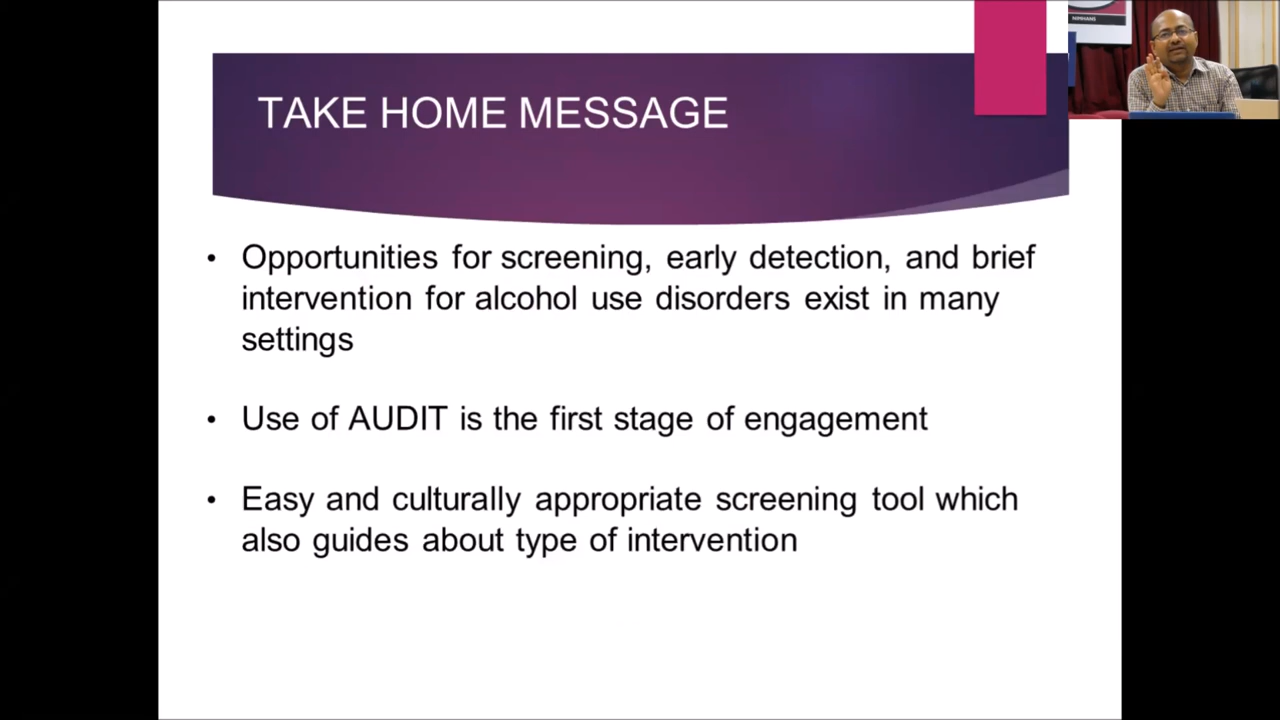 NIMHANS
TAKE HOME MESSAGE
• Opportunities for screening, early detection, and brief
intervention for alcohol use disorders exist in many
settings
• Use of AUDIT is the first stage of engagement
• Easy and culturally appropriate screening tool which
also guides about type of intervention